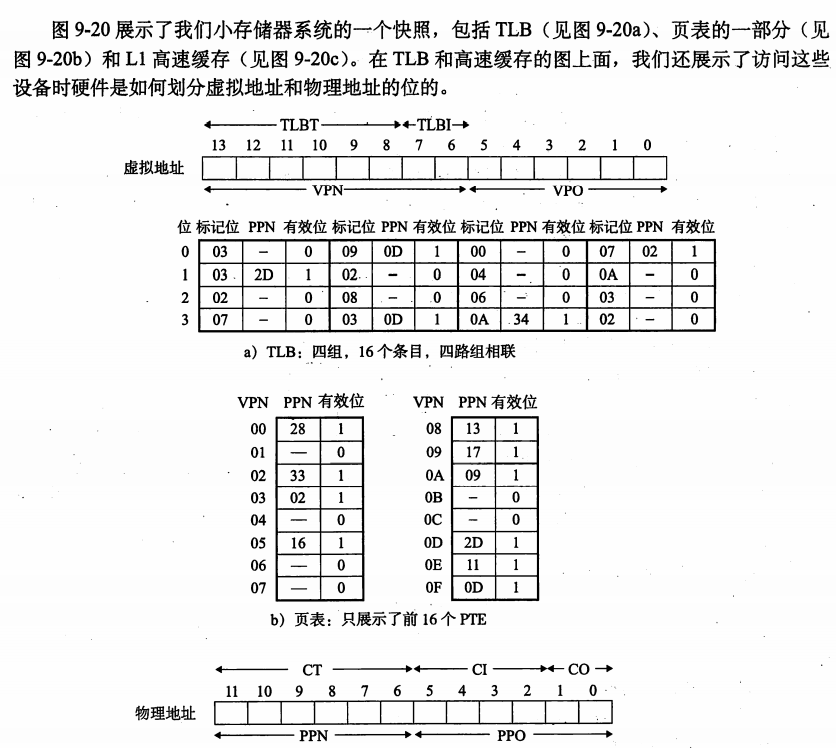 图 9-20 展示了我们小存储器系统的一个快照，包括 TLB（见图 9-20a）、页表的一部分（见
图 9-20b）和 L1 高速缓存（见图 9-20c）。在 TLB 和高速缓存的图上面，我们还展示了访问这些
设备时硬件是如何划分虚拟地址和物理地址的位的。
TLBT TLBI
13 12 11 10 9 8 7 6 5 4 3 2 1 0
虚拟地址
VPN VPO
位 标记位 PPN 有效位 标记位 PPN 有效位 标记位 PPN 有效位 标记位 PPN 有效位
0 03 – 0 09 0D 1 00 – 0 07 02 1
1 03 2D 1 02 – 0 04 – 0 0A – 0
2 02 – 0 08 – 0 06 – 0 03 – 0
3 07 – 0 03 0D 1 0A 34 1 02 – 0
a）TLB：四组，16 个条目，四路组相联
VPN PPN 有效位 VPN PPN 有效位
00 28 1 08 13 1
01 — 0 09 17 1
02 33 1 0A 09 1
03 02 1 0B – 0
04 — 0 0C – 0
05 16 1 0D 2D 1
06 — 0 0E 11 1
07 — 0 0F 0D 1
b）页表：只展示了前 16 个 PTE
CT CI CO
11 10 9 8 7 6 5 4 3 2 1 0
物理地址
PPN PPO